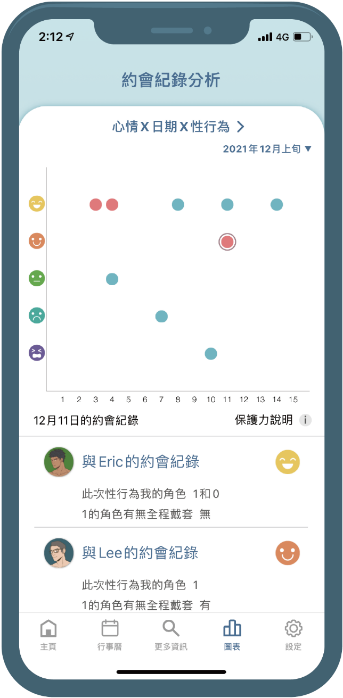 2:12
4G
約會紀錄分析
心情X日期X性行為
2021年12月上旬
1 2 3 4 5 6 7 8 9 10 11 12 13 14 15
12月11日的約會紀錄 保護力說明 i
與Eric的約會紀錄
此次性行為我的角色 1和0
1的角色有無全程戴套 無
與Lee的約會紀錄
此次性行為我的角色 1
1的角色有無全程戴套 有
主頁 行事曆 更多資訊 圖表 設定